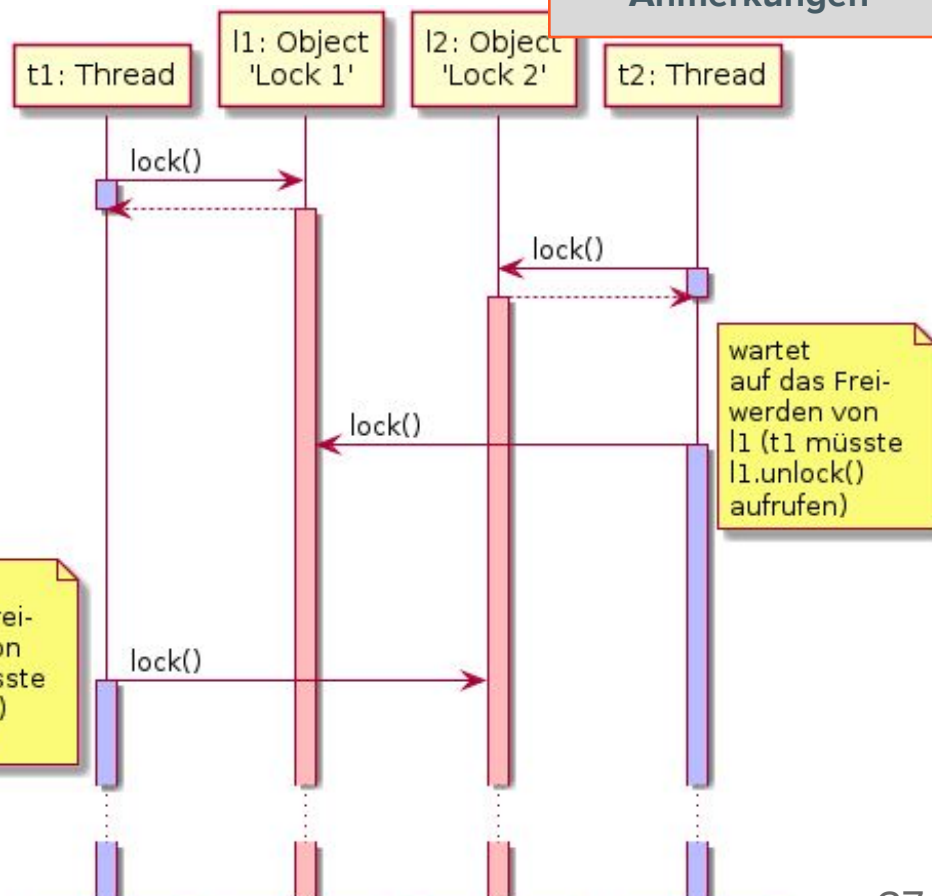 Anmerkungen
t1: Thread
l1: Object
'Lock 1'
l2: Object
'Lock 2'
t2: Thread
lock()
lock()
wartet
auf das Frei-
werden von
l1 (t1 müsste
l1.unlock()
aufrufen)
lock()
rei-
on
sste
)
lock()